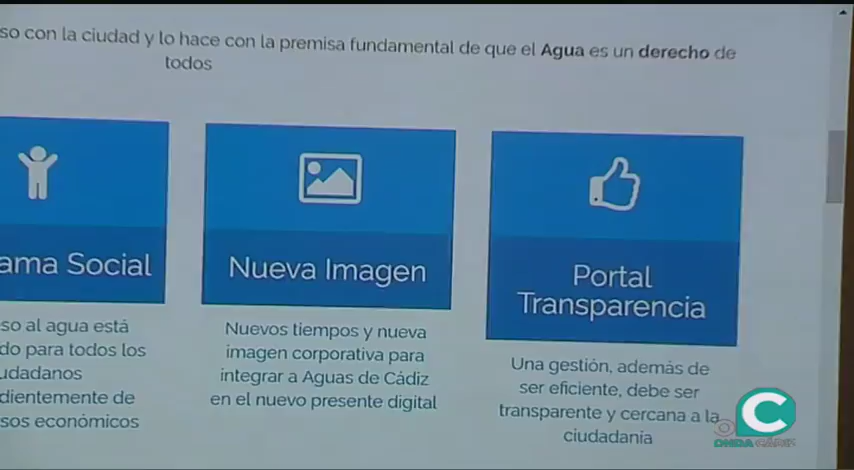 so con la ciudad y lo hace con la premisa fundamental de que el Agua es un derecho de
todos
ama Social
so al agua está
do para todos los
udadanos
dientemente de
sos económicos
Nueva Imagen
Nuevos tiempos y nueva
imagen corporativa para
integrar a Aguas de Cádiz
en el nuevo presente digital
Portal
Transparencia
Una gestión, además de
ser eficiente, debe ser
transparente y cercana a la
ciudadanía
C
ONDA CÁDIZ